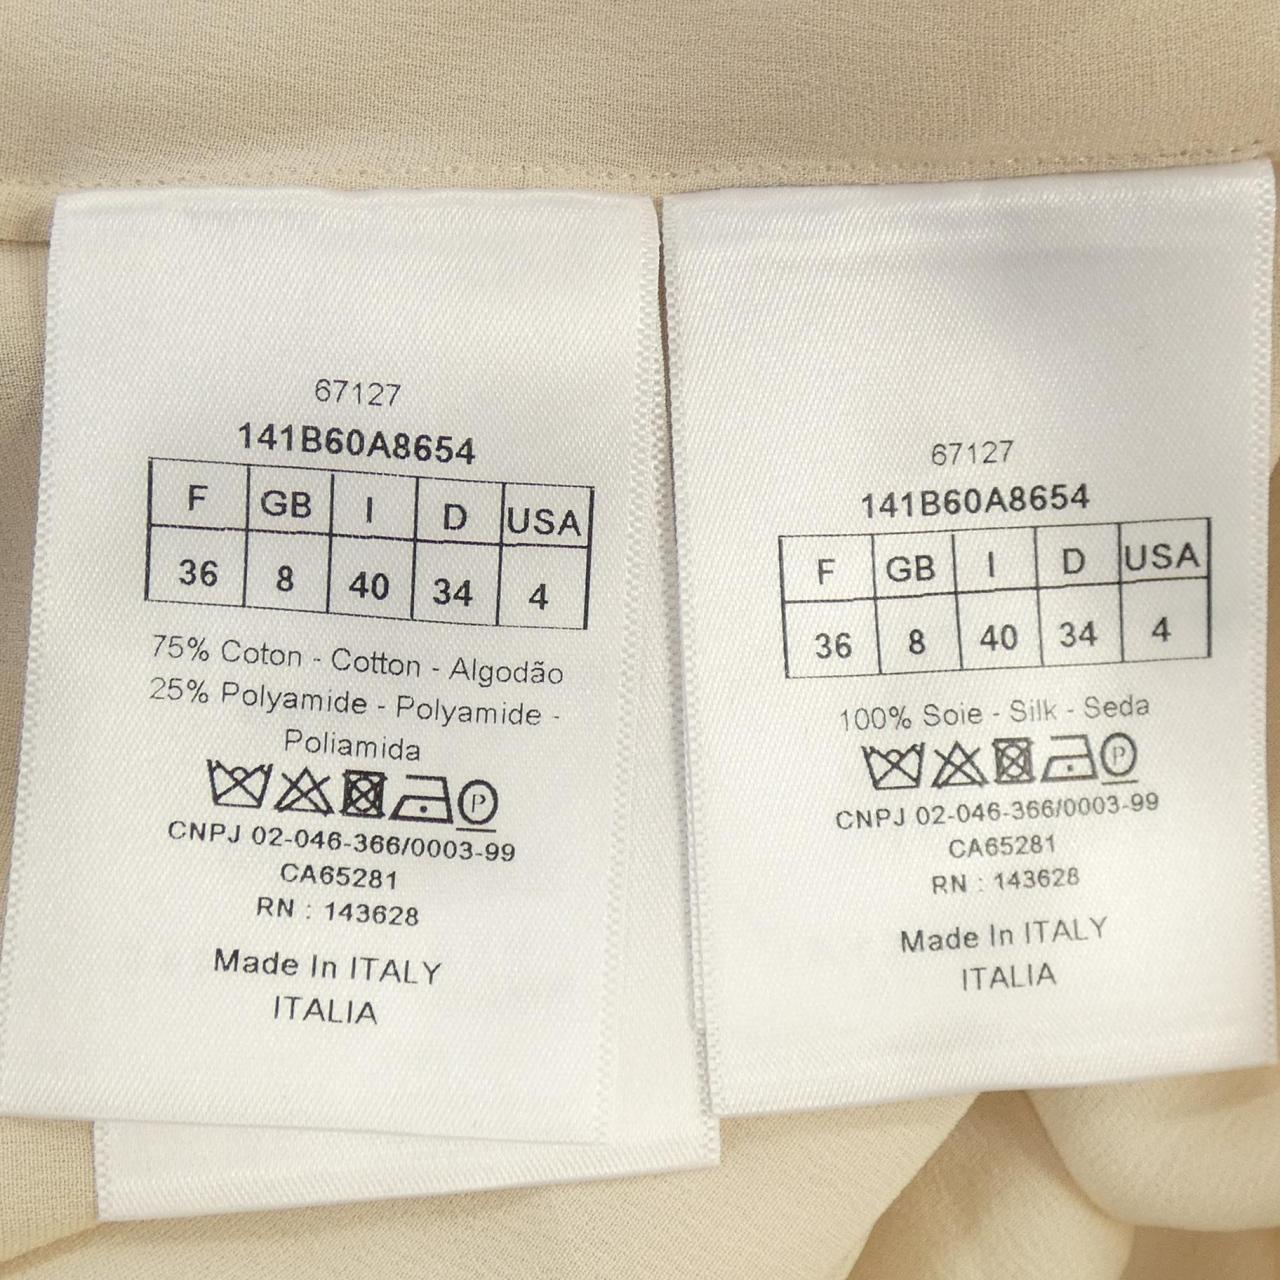 67127
141B60A8654
F GB I D USA
36 8 40 34 4
75% Coton - Cotton - Algodão
25% Polyamide - Polyamide -
Poliamida
P
CNPJ 02-046-366/0003-99
CA65281
RN : 143628
Made In ITALY
ITALIA
67127
141B60A8654
F GB I D USA
36 8 40 34 4
100% Soie - Silk - Seda
P
CNPJ 02-046-366/0003-99
CA65281
RN : 143628
Made In ITALY
ITALIA